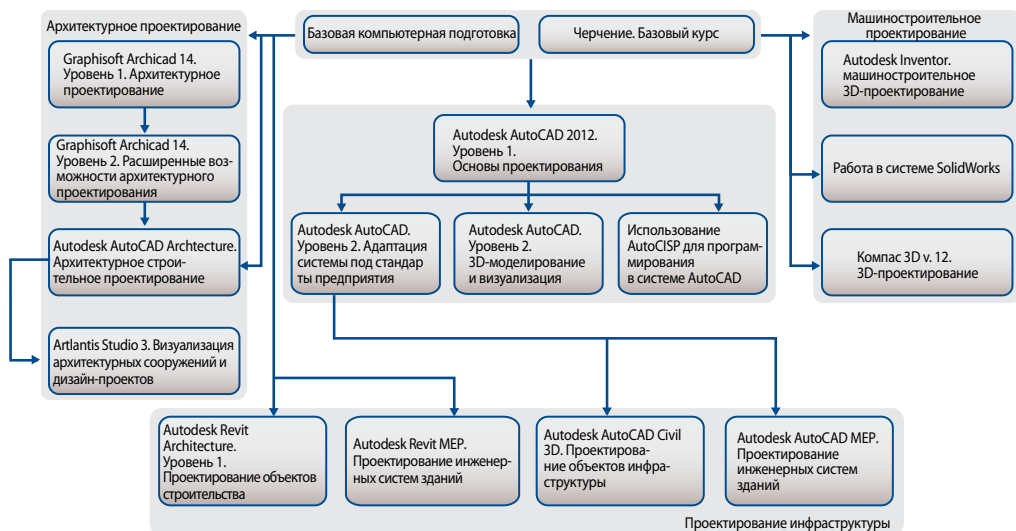 Архитектурное проектирование
Graphisoft Archicad 14.
Уровень 1. Архитектурное
проектирование
Graphisoft Archicad 14.
Уровень 2. Расширенные воз-
можности архитектурного
проектирования
Autodesk AutoCAD Archtecture.
Архитектурное строи-
тельное проектирование
Artlantis Studio 3. Визуализация
архитектурных сооружений и
дизайн-проектов
Базовая компьютерная подготовка
Черчение. Базовый курс
Autodesk AutoCAD 2012.
Уровень 1.
Основы проектирования
Autodesk AutoCAD.
Уровень 2. Адаптация
системы под стандар
ты предприятия
Autodesk AutoCAD.
Уровень 2.
3D-моделирование
и визуализация
Использование
AutoCISP для програм-
мирования
в системе AutoCAD
Машиностроительное
проектирование
Autodesk Inventor.
машиностроительное
3D-проектирование
Работа в системе SolidWorks
Компас 3D v. 12.
3D-проектирование
Autodesk Revit
Architecture.
Уровень 1.
Проектирование объектов
строительства
Autodesk Revit MEP.
Проектирование инженер-
ных систем зданий
Autodesk AutoCAD Civil
3D. Проектирова-
ние объектов инфра-
структуры
Autodesk AutoCAD MEP.
Проектирование
инженерных систем
зданий
Проектирование инфраструктуры